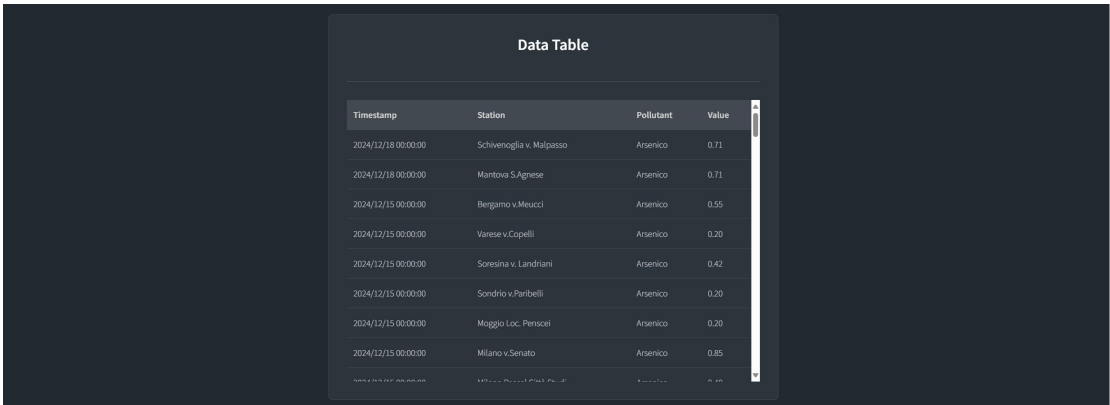 Data Table
Timestamp Station Pollutant Value
2024/12/18 00:00:00 Schivenoglia v. Malpasso Arsenico 0.71
2024/12/18 00:00:00 Mantova S.Agnese Arsenico 0.71
2024/12/15 00:00:00 Bergamo v.Meucci Arsenico 0.55
2024/12/15 00:00:00 Varese v.Copelli Arsenico 0.20
2024/12/15 00:00:00 Soresina v. Landriani Arsenico 0.42
2024/12/15 00:00:00 Sondrio v.Paribelli Arsenico 0.20
2024/12/15 00:00:00 Moggio Loc. Penscei Arsenico 0.20
2024/12/15 00:00:00 Milano v.Senato Arsenico 0.85